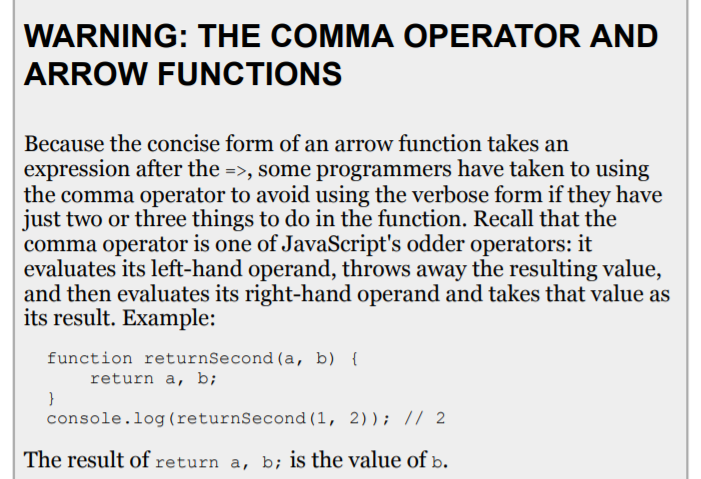 WARNING: THE COMMA OPERATOR AND
ARROW FUNCTIONS
Because the concise form of an arrow function takes an
expression after the =>, some programmers have taken to using
the comma operator to avoid using the verbose form if they have
just two or three things to do in the function. Recall that the
comma operator is one of JavaScript's odder operators: it
evaluates its left-hand operand, throws away the resulting value,
and then evaluates its right-hand operand and takes that value as
its result. Example:
function returnSecond(a, b) {
    return a, b;
}
console.log(returnSecond(1, 2)); // 2
The result of return a, b; is the value of b.